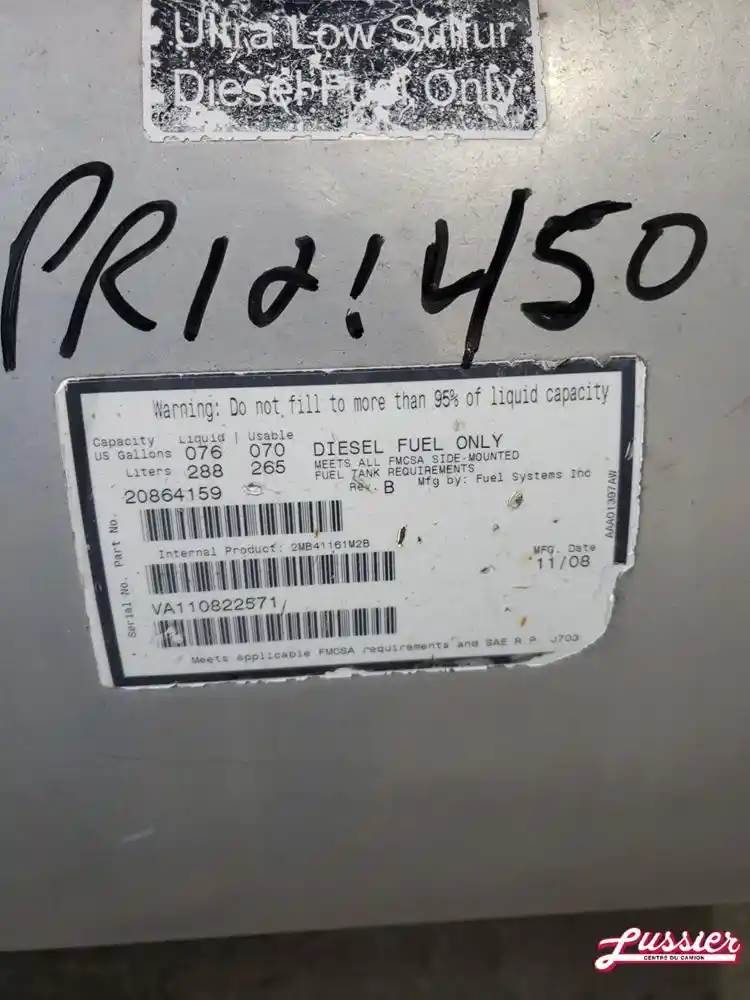 Ultra Low Sulfur
Diesel Fuel Only
PR12!450
Warning: Do not fill to more than 95% of liquid capacity
Capacity Liquid | Usable
US Gallons 076 070
Liters 288 265
DIESEL FUEL ONLY
MEETS ALL FMCSA SIDE-MOUNTED
FUEL TANK REQUIREMENTS
Rev. B Mfg by: Fuel Systems Inc
Part No.
20864159
Internal Product: 2MB41161M2B
MFG. Date
11/08
AAA01397AW
Serial No.
VA110822571
Meets applicable FMCSA requirements and SAE R.P. J703
Lussier
CENTRE DU CAMION